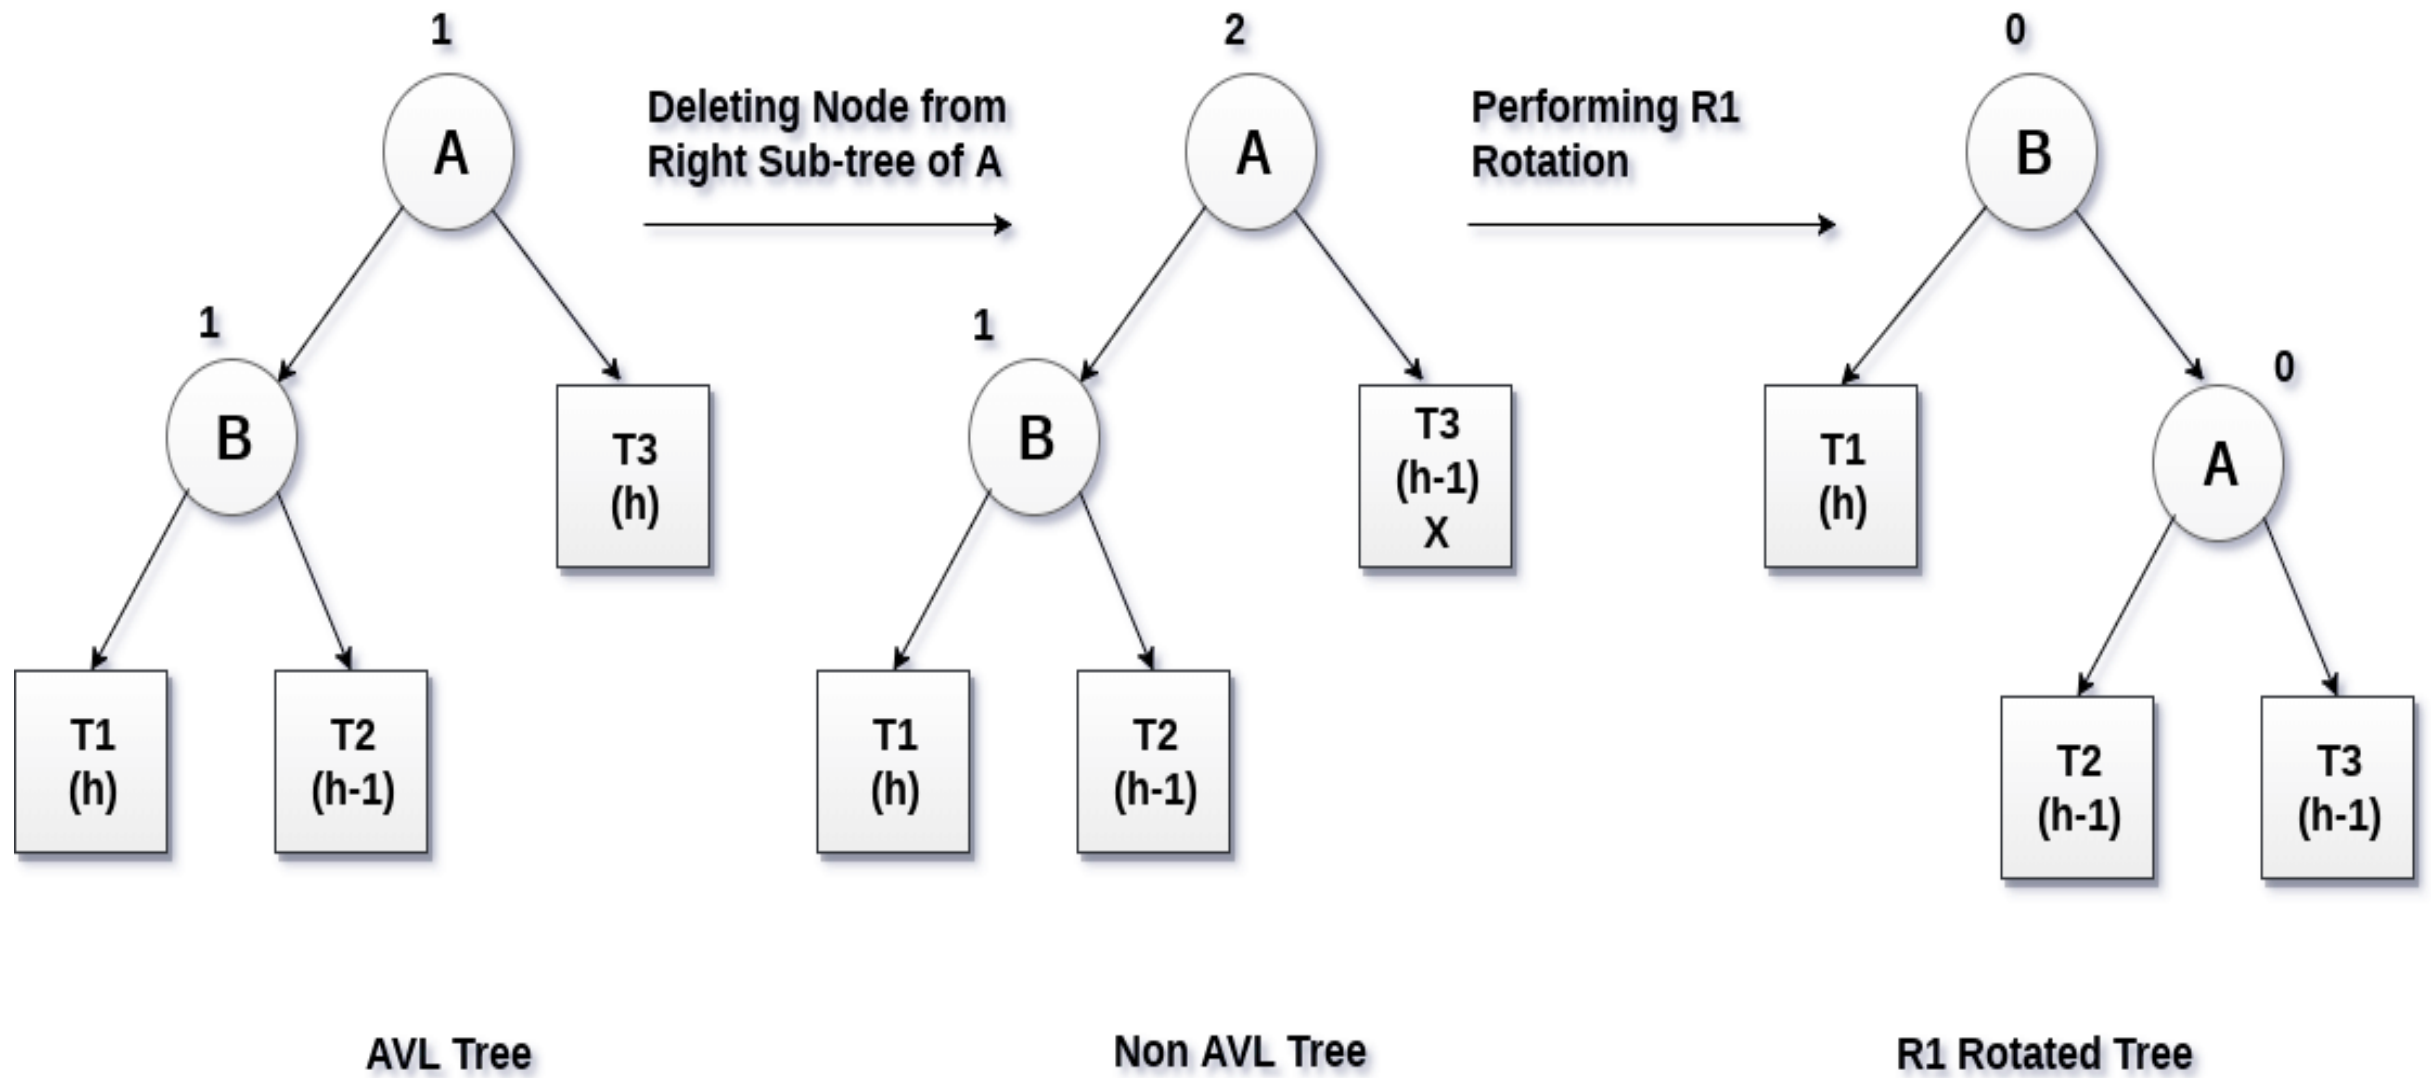 1
A
1
B
T3
(h)
T1
(h)
T2
(h-1)
AVL Tree
Deleting Node from
Right Sub-tree of A
2
A
1
B
T3
(h-1)
X
T1
(h)
T2
(h-1)
Non AVL Tree
Performing R1
Rotation
0
B
T1
(h)
0
A
T2
(h-1)
T3
(h-1)
R1 Rotated Tree